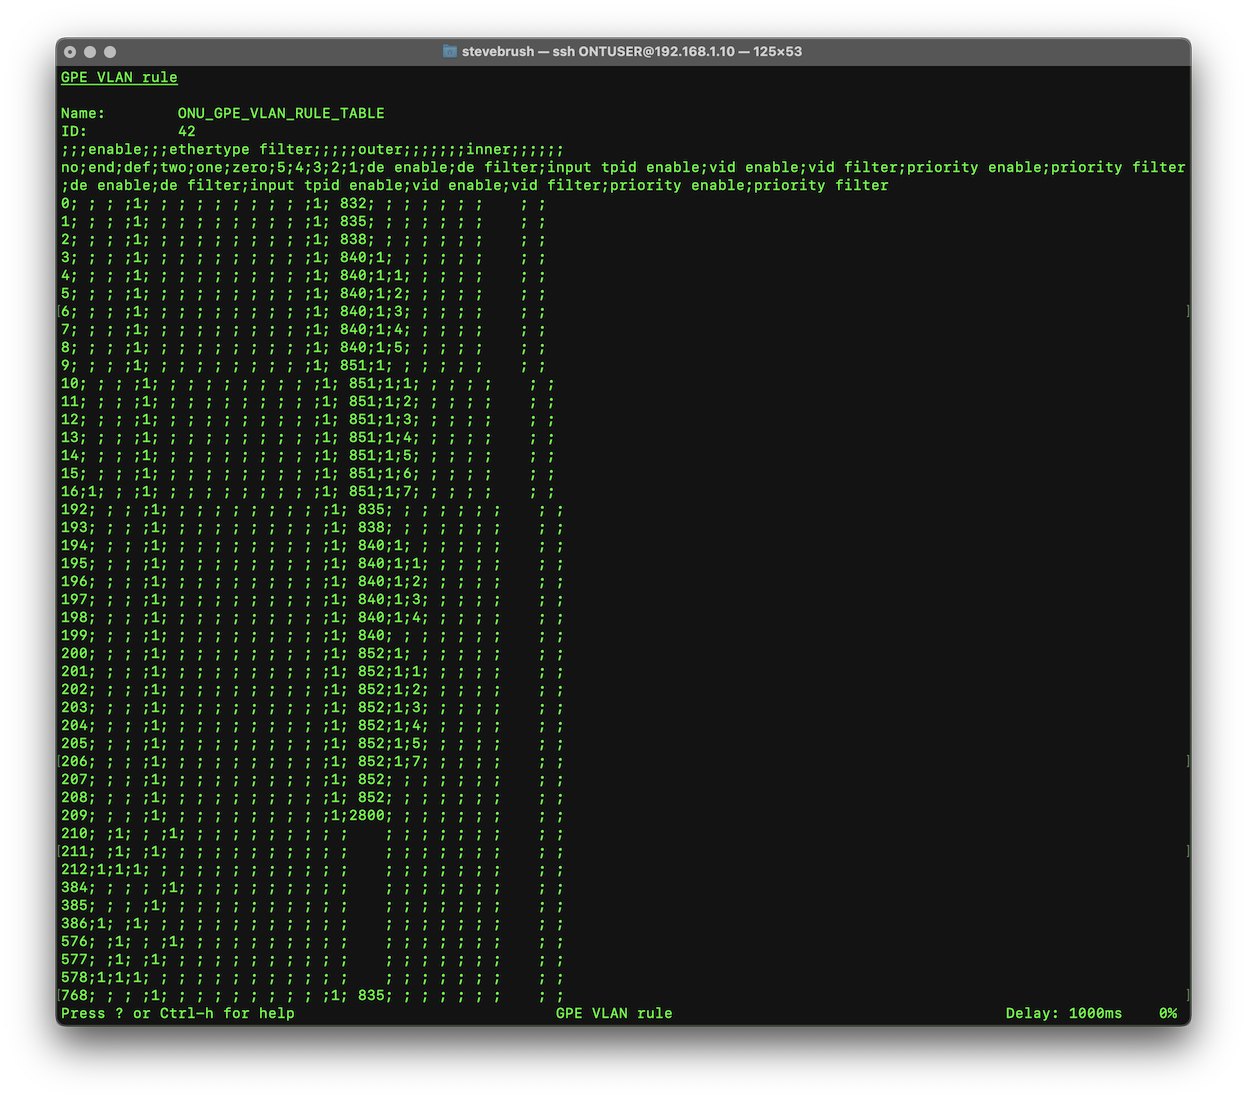 stevebrush — ssh ONTUSER@192.168.1.10 — 125×53
GPE VLAN rule
Name:        ONU_GPE_VLAN_RULE_TABLE
ID:          42
;;;enable;;;ethertype filter;;;;;outer;;;;;;;inner;;;;;;
no;end;def;two;one;zero;5;4;3;2;1;de enable;de filter;input tpid enable;vid enable;vid filter;priority enable;priority filter
;de enable;de filter;input tpid enable;vid enable;vid filter;priority enable;priority filter
0; ; ; ;1; ; ; ; ; ; ; ; ; ;1; 832; ; ; ; ; ; ;    ; ;
1; ; ; ;1; ; ; ; ; ; ; ; ; ;1; 835; ; ; ; ; ; ;    ; ;
2; ; ; ;1; ; ; ; ; ; ; ; ; ;1; 838; ; ; ; ; ; ;    ; ;
3; ; ; ;1; ; ; ; ; ; ; ; ; ;1; 840;1; ; ; ; ; ;    ; ;
4; ; ; ;1; ; ; ; ; ; ; ; ; ;1; 840;1;1; ; ; ; ;    ; ;
5; ; ; ;1; ; ; ; ; ; ; ; ; ;1; 840;1;2; ; ; ; ;    ; ;
[6; ; ; ;1; ; ; ; ; ; ; ; ; ;1; 840;1;3; ; ; ; ;    ; ; ]
7; ; ; ;1; ; ; ; ; ; ; ; ; ;1; 840;1;4; ; ; ; ;    ; ;
8; ; ; ;1; ; ; ; ; ; ; ; ; ;1; 840;1;5; ; ; ; ;    ; ;
9; ; ; ;1; ; ; ; ; ; ; ; ; ;1; 851;1; ; ; ; ; ;    ; ;
10; ; ; ;1; ; ; ; ; ; ; ; ; ;1; 851;1;1; ; ; ; ;    ; ;
11; ; ; ;1; ; ; ; ; ; ; ; ; ;1; 851;1;2; ; ; ; ;    ; ;
12; ; ; ;1; ; ; ; ; ; ; ; ; ;1; 851;1;3; ; ; ; ;    ; ;
13; ; ; ;1; ; ; ; ; ; ; ; ; ;1; 851;1;4; ; ; ; ;    ; ;
14; ; ; ;1; ; ; ; ; ; ; ; ; ;1; 851;1;5; ; ; ; ;    ; ;
15; ; ; ;1; ; ; ; ; ; ; ; ; ;1; 851;1;6; ; ; ; ;    ; ;
16;1; ; ;1; ; ; ; ; ; ; ; ; ;1; 851;1;7; ; ; ; ;    ; ;
192; ; ; ;1; ; ; ; ; ; ; ; ; ;1; 835; ; ; ; ; ; ;    ; ;
193; ; ; ;1; ; ; ; ; ; ; ; ; ;1; 838; ; ; ; ; ; ;    ; ;
194; ; ; ;1; ; ; ; ; ; ; ; ; ;1; 840;1; ; ; ; ; ;    ; ;
195; ; ; ;1; ; ; ; ; ; ; ; ; ;1; 840;1;1; ; ; ; ;    ; ;
196; ; ; ;1; ; ; ; ; ; ; ; ; ;1; 840;1;2; ; ; ; ;    ; ;
197; ; ; ;1; ; ; ; ; ; ; ; ; ;1; 840;1;3; ; ; ; ;    ; ;
198; ; ; ;1; ; ; ; ; ; ; ; ; ;1; 840;1;4; ; ; ; ;    ; ;
199; ; ; ;1; ; ; ; ; ; ; ; ; ;1; 840; ; ; ; ; ; ;    ; ;
200; ; ; ;1; ; ; ; ; ; ; ; ; ;1; 852;1; ; ; ; ; ;    ; ;
201; ; ; ;1; ; ; ; ; ; ; ; ; ;1; 852;1;1; ; ; ; ;    ; ;
202; ; ; ;1; ; ; ; ; ; ; ; ; ;1; 852;1;2; ; ; ; ;    ; ;
203; ; ; ;1; ; ; ; ; ; ; ; ; ;1; 852;1;3; ; ; ; ;    ; ;
204; ; ; ;1; ; ; ; ; ; ; ; ; ;1; 852;1;4; ; ; ; ;    ; ;
205; ; ; ;1; ; ; ; ; ; ; ; ; ;1; 852;1;5; ; ; ; ;    ; ;
[206; ; ; ;1; ; ; ; ; ; ; ; ; ;1; 852;1;7; ; ; ; ;    ; ; ]
207; ; ; ;1; ; ; ; ; ; ; ; ; ;1; 852; ; ; ; ; ; ;    ; ;
208; ; ; ;1; ; ; ; ; ; ; ; ; ;1; 852; ; ; ; ; ; ;    ; ;
209; ; ; ;1; ; ; ; ; ; ; ; ; ;1;2800; ; ; ; ; ; ;    ; ;
210; ;1; ; ;1; ; ; ; ; ; ; ; ; ;    ; ; ; ; ; ; ;    ; ;
[211; ;1; ;1; ; ; ; ; ; ; ; ; ; ;    ; ; ; ; ; ; ;    ; ; ]
212;1;1;1; ; ; ; ; ; ; ; ; ; ; ;    ; ; ; ; ; ; ;    ; ;
384; ; ; ; ;1; ; ; ; ; ; ; ; ; ;    ; ; ; ; ; ; ;    ; ;
385; ; ; ;1; ; ; ; ; ; ; ; ; ; ;    ; ; ; ; ; ; ;    ; ;
386;1; ;1; ; ; ; ; ; ; ; ; ; ; ;    ; ; ; ; ; ; ;    ; ;
576; ;1; ; ;1; ; ; ; ; ; ; ; ; ;    ; ; ; ; ; ; ;    ; ;
577; ;1; ;1; ; ; ; ; ; ; ; ; ; ;    ; ; ; ; ; ; ;    ; ;
578;1;1;1; ; ; ; ; ; ; ; ; ; ; ;    ; ; ; ; ; ; ;    ; ;
[768; ; ; ;1; ; ; ; ; ; ; ; ; ;1; 835; ; ; ; ; ; ;    ; ; ]
Press ? or Ctrl-h for help    GPE VLAN rule    Delay: 1000ms    0%